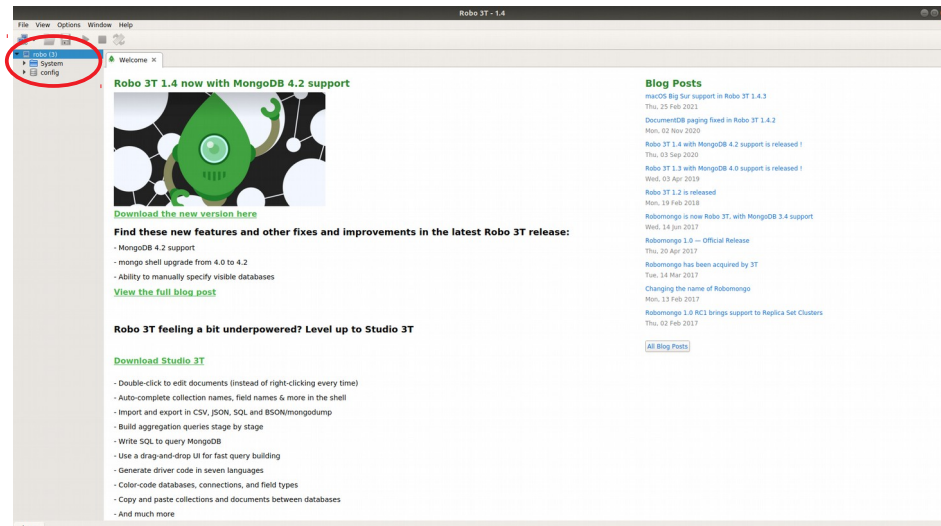 Robo 3T - 1.4
File View Options Window Help
robo (3)
System
config
Welcome
Robo 3T 1.4 now with MongoDB 4.2 support
Download the new version here
Find these new features and other fixes and improvements in the latest Robo 3T release:
- MongoDB 4.2 support
- mongo shell upgrade from 4.0 to 4.2
- Ability to manually specify visible databases
View the full blog post
Robo 3T feeling a bit underpowered? Level up to Studio 3T
Download Studio 3T
- Double-click to edit documents (instead of right-clicking every time)
- Auto-complete collection names, field names & more in the shell
- Import and export in CSV, JSON, SQL and BSON/mongodump
- Build aggregation queries stage by stage
- Write SQL to query MongoDB
- Use a drag-and-drop UI for fast query building
- Generate driver code in seven languages
- Color-code databases, connections, and field types
- Copy and paste collections and documents between databases
- And much more
Blog Posts
macOS Big Sur support in Robo 3T 1.4.3
Thu, 25 Feb 2021
DocumentDB paging fixed in Robo 3T 1.4.2
Mon, 02 Nov 2020
Robo 3T 1.4 with MongoDB 4.2 support is released !
Thu, 03 Sep 2020
Robo 3T 1.3 with MongoDB 4.0 support is released !
Wed, 03 Apr 2019
Robo 3T 1.2 is released
Mon, 19 Feb 2018
Robomongo is now Robo 3T, with MongoDB 3.4 support
Wed, 14 Jun 2017
Robomongo 1.0 — Official Release
Thu, 20 Apr 2017
Robomongo has been acquired by 3T
Tue, 14 Mar 2017
Changing the name of Robomongo
Mon, 13 Feb 2017
Robomongo 1.0 RC1 brings support to Replica Set Clusters
Thu, 02 Feb 2017
All Blog Posts